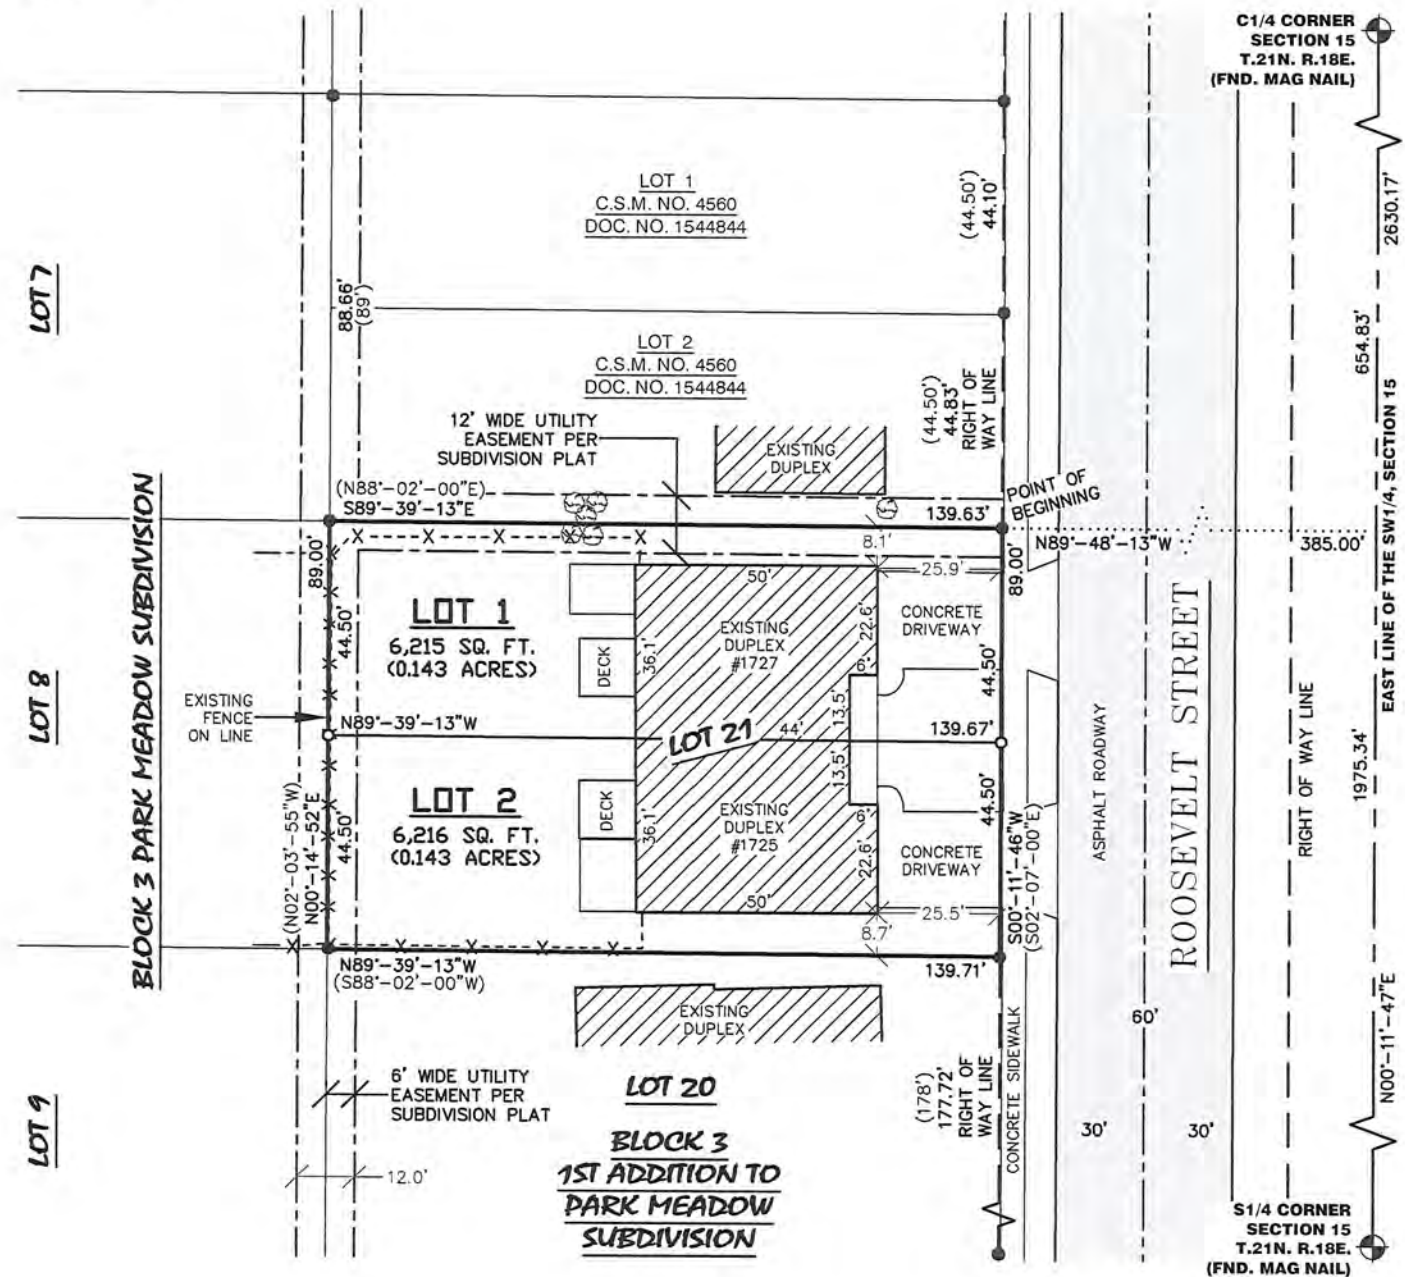 C1/4 CORNER
SECTION 15
T.21N. R.18E.
(FND. MAG NAIL)
2630.17'
654.83'
EAST LINE OF THE SW1/4, SECTION 15
1975.34'
N00°-11'-47"E
S1/4 CORNER
SECTION 15
T.21N. R.18E.
(FND. MAG NAIL)
LOT 7
LOT 8
LOT 9
BLOCK 3 PARK MEADOW SUBDIVISION
88.66'
(89')
LOT 1
C.S.M. NO. 4560
DOC. NO. 1544844
(44.50')
44.10'
LOT 2
C.S.M. NO. 4560
DOC. NO. 1544844
(44.50')
44.83'
RIGHT OF
WAY LINE
12' WIDE UTILITY
EASEMENT PER
SUBDIVISION PLAT
EXISTING
DUPLEX
(N88°-02'-00"E)
S89°-39'-13"E
139.63'
POINT OF
BEGINNING
N89°-48'-13"W
385.00'
8.1'
89.00'
44.50'
LOT 1
6,215 SQ. FT.
(0.143 ACRES)
DECK
36.1'
50'
EXISTING
DUPLEX
#1727
22.6'
6'
13.5'
25.9'
CONCRETE
DRIVEWAY
89.00'
44.50'
EXISTING
FENCE
ON LINE
N89°-39'-13"W
LOT 21
44'
139.67'
(N02°-03'-55"W)
N00°-14'-52"E
44.50'
LOT 2
6,216 SQ. FT.
(0.143 ACRES)
DECK
36.1'
EXISTING
DUPLEX
#1725
50'
13.5'
6'
22.6'
CONCRETE
DRIVEWAY
25.5'
8.7'
44.50'
S00°-11'-46"W
(S02°-07'-00"E)
N89°-39'-13"W
(S88°-02'-00"W)
139.71'
EXISTING
DUPLEX
ASPHALT ROADWAY
ROOSEVELT STREET
RIGHT OF WAY LINE
60'
30'
30'
6' WIDE UTILITY
EASEMENT PER
SUBDIVISION PLAT
12.0'
LOT 20
BLOCK 3
1ST ADDITION TO
PARK MEADOW
SUBDIVISION
(178')
177.72'
RIGHT OF
WAY LINE
CONCRETE SIDEWALK